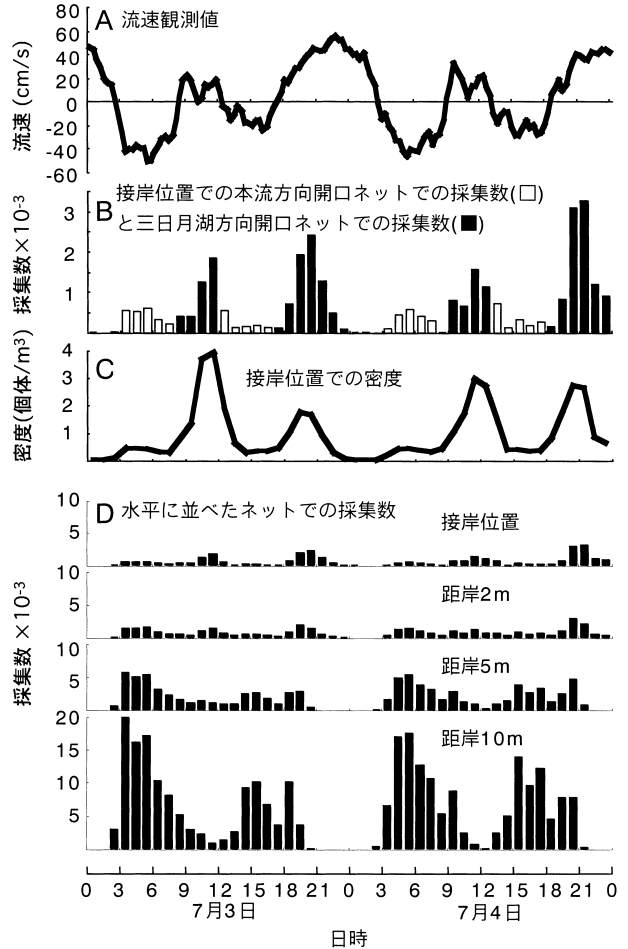 A 流速観測値
流速 (cm/s)
80
60
40
20
0
-20
-40
-60
B 接岸位置での本流方向開口ネットでの採集数(□)
と三日月湖方向開口ネットでの採集数(■)
採集数×10-3
3
2
1
C 接岸位置での密度
密度(個体/m3)
4
3
2
1
D 水平に並べたネットでの採集数
採集数 ×10-3
接岸位置
10
5
距岸2m
10
5
距岸5m
10
5
距岸10m
20
15
10
5
0 3 6 9 12 15 18 21 0 3 6 9 12 15 18 21 0
7月3日 7月4日
日時